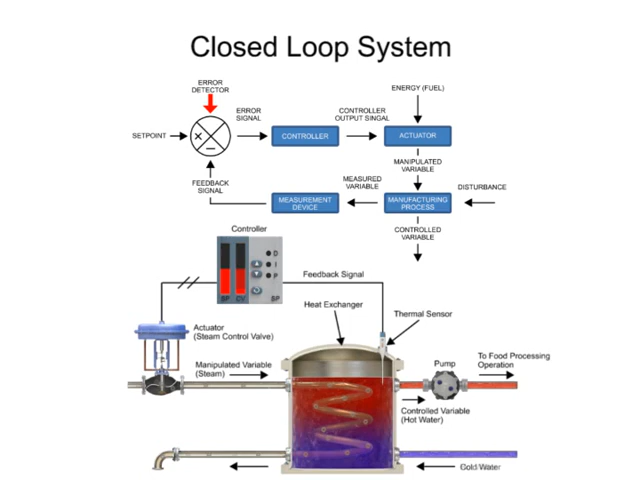 Closed Loop System
ERROR
DETECTOR
ENERGY (FUEL)
ERROR
SIGNAL
CONTROLLER
OUTPUT SINGAL
SETPOINT
×
−
CONTROLLER
ACTUATOR
MANIPULATED
VARIABLE
FEEDBACK
SIGNAL
MEASURED
VARIABLE
DISTURBANCE
MEASUREMENT
DEVICE
MANUFACTURING
PROCESS
CONTROLLED
VARIABLE
Controller
D
I
P
SP CV SP
Feedback Signal
Heat Exchanger
Thermal Sensor
Actuator
(Steam Control Valve)
Manipulated Variable
(Steam)
Pump
To Food Processing
Operation
Controlled Variable
(Hot Water)
Cold Water